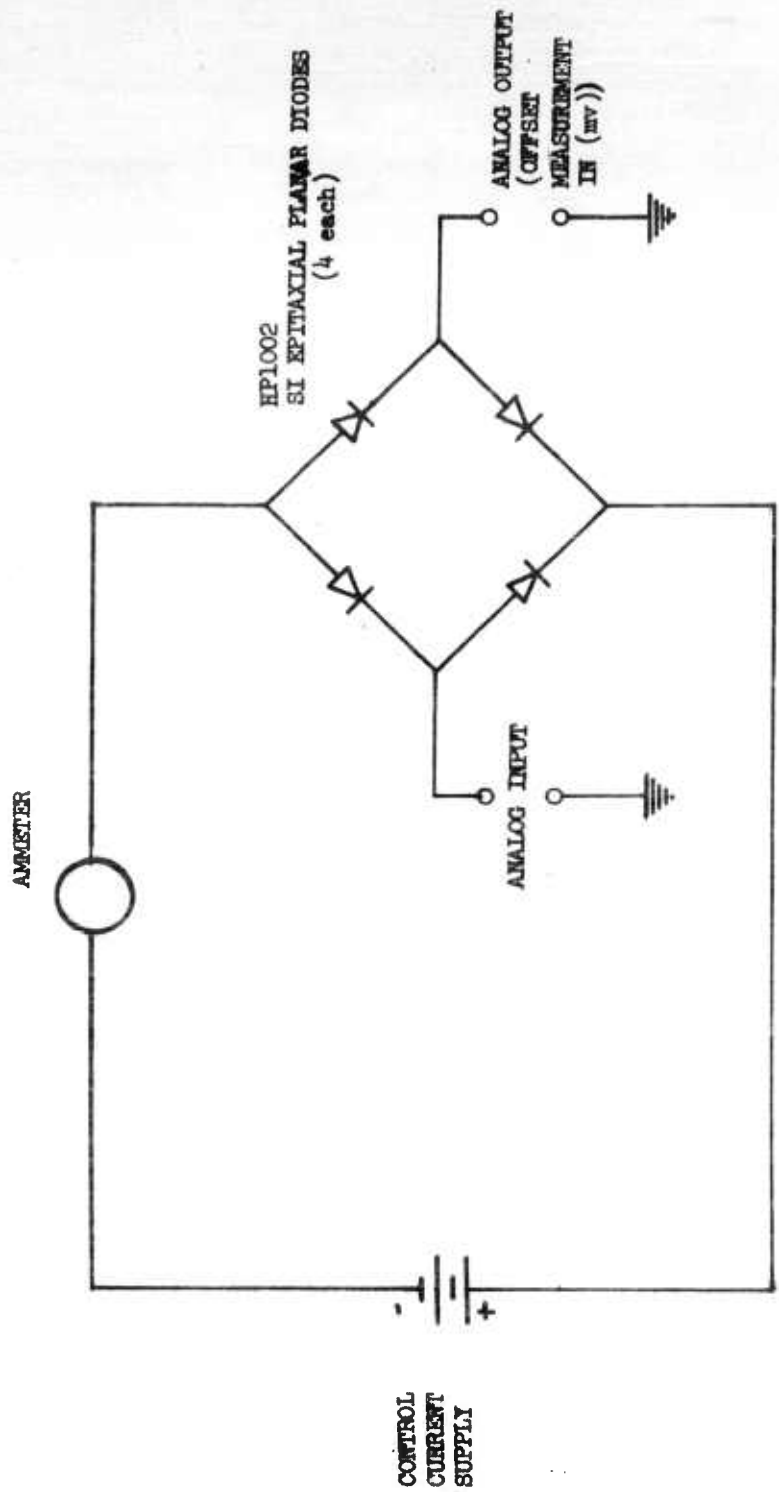 AMMETER
HP1002
SI EPITAXIAL PLANAR DIODES
(4 each)
ANALOG OUTPUT
(OFFSET
MEASUREMENT
IN (mv))
ANALOG INPUT
CONTROL
CURRENT
SUPPLY
-
+